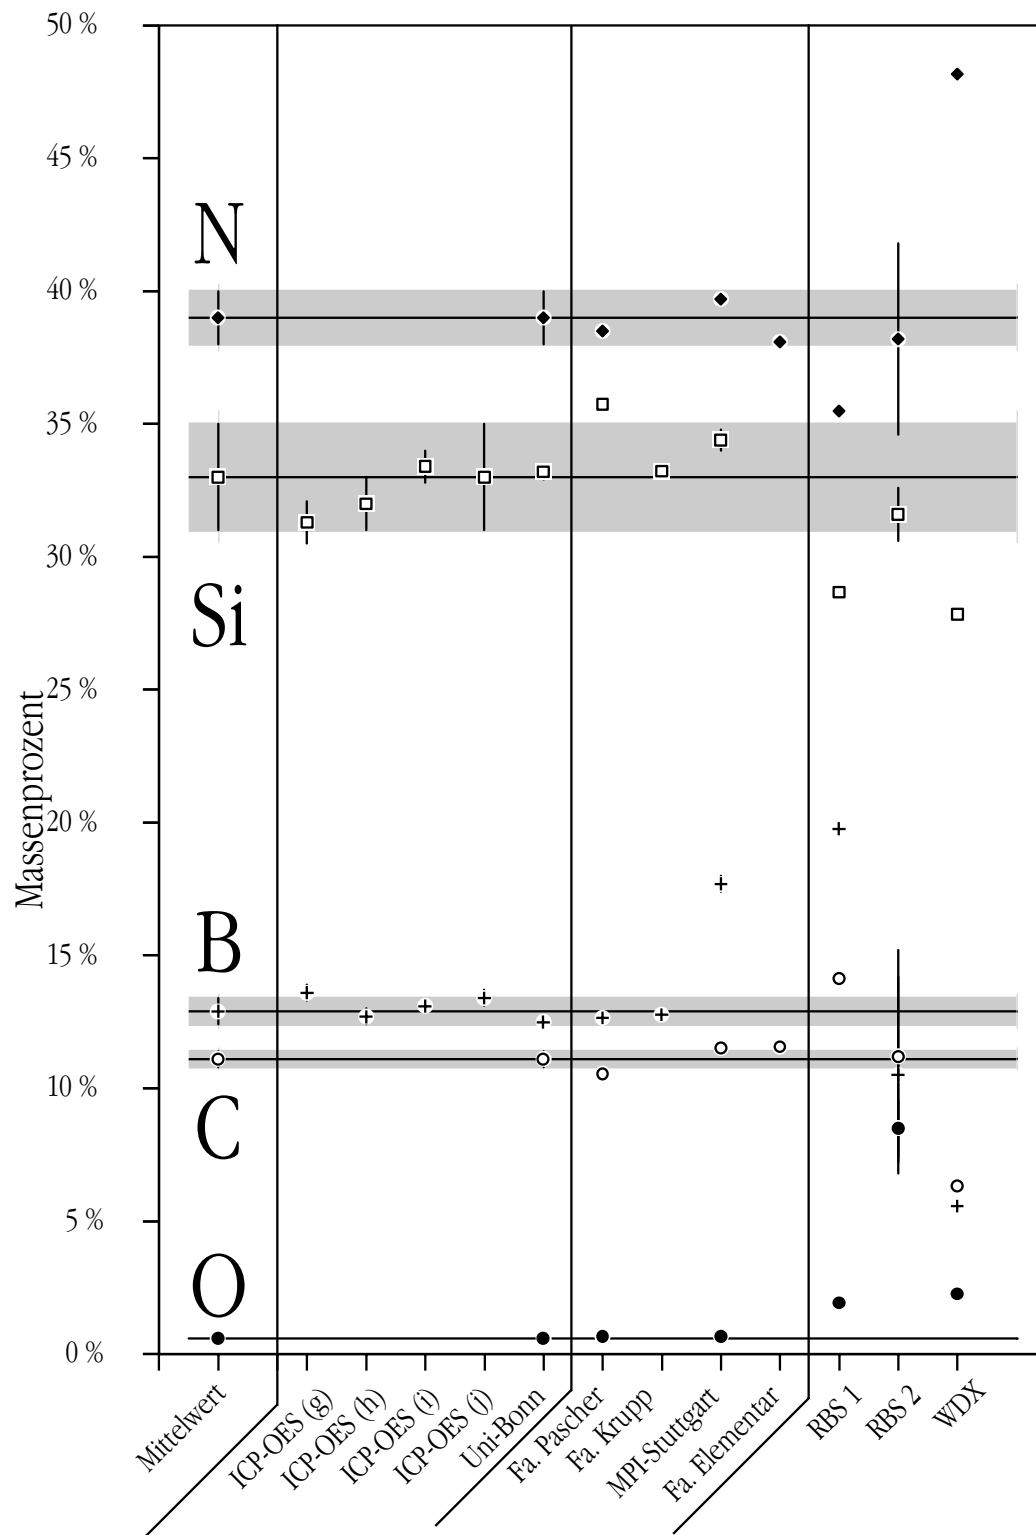 50 %
45 %
N
40 %
35 %
30 %
Si
25 %
Massenprozent
20 %
B
15 %
10 %
C
5 %
O
0 %
Mittelwert
ICP-OES (g)
ICP-OES (h)
ICP-OES (i)
ICP-OES (j)
Uni-Bonn
Fa. Pascher
Fa. Krupp
MPI-Stuttgart
Fa. Elementar
RBS 1
RBS 2
WDX